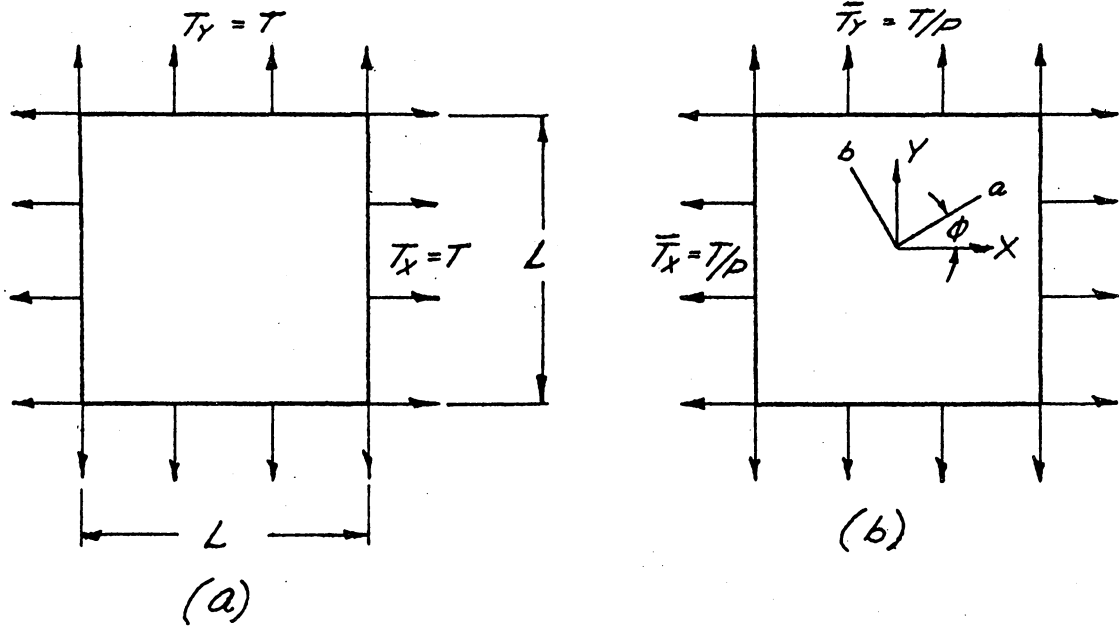 T_Y = T
T_X = T
L
L
(a)
T̄_Y = T/p
T̄_X = T/p
b
Y
a
φ
X
(b)